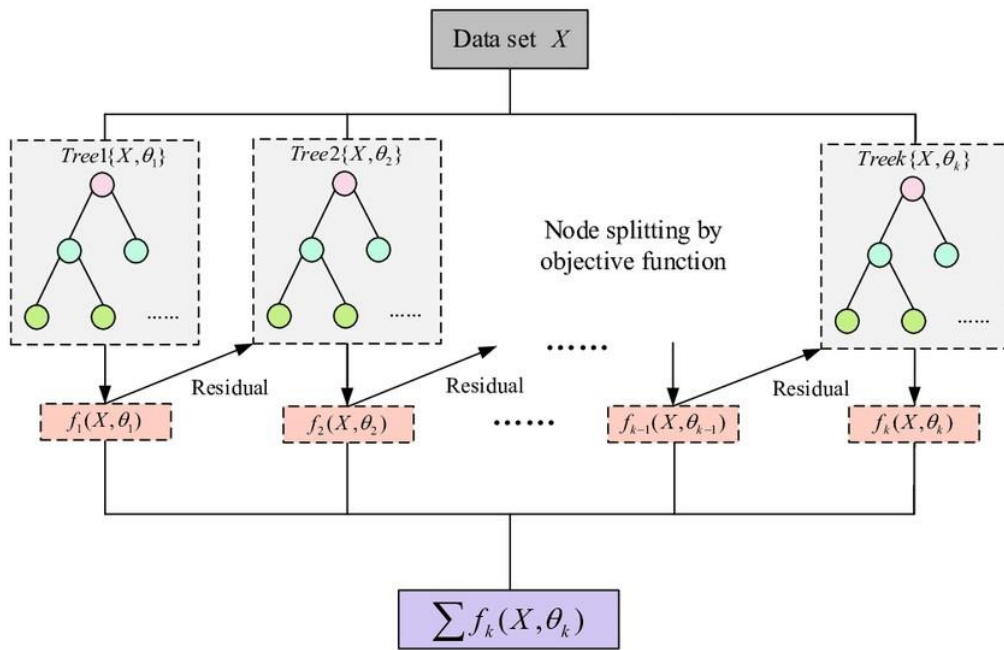 Data set X
Tree1{X,θ₁}
Tree2{X,θ₂}
Treek{X,θₖ}
Node splitting by
objective function
......
......
......
......
Residual
Residual
Residual
f₁(X,θ₁)
f₂(X,θ₂)
......
fₖ₋₁(X,θₖ₋₁)
fₖ(X,θₖ)
∑fₖ(X,θₖ)